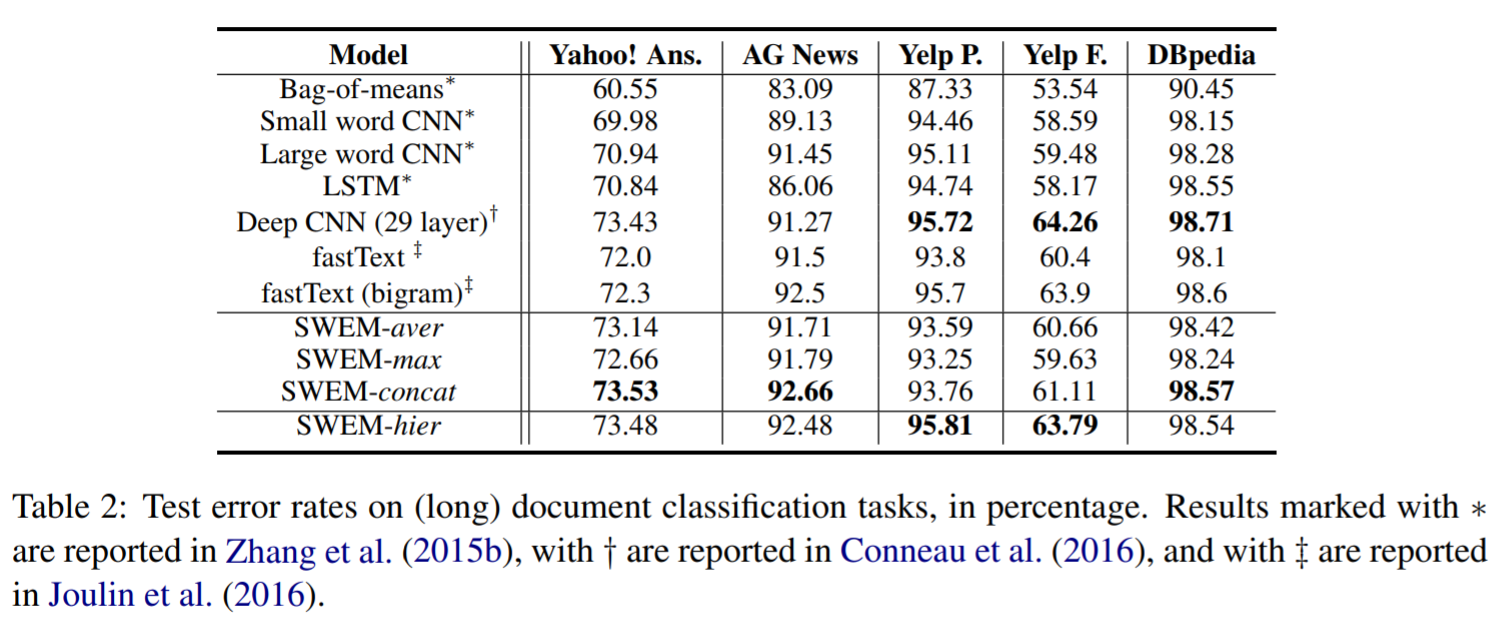 Model Yahoo! Ans. AG News Yelp P. Yelp F. DBpedia
Bag-of-means* 60.55 83.09 87.33 53.54 90.45
Small word CNN* 69.98 89.13 94.46 58.59 98.15
Large word CNN* 70.94 91.45 95.11 59.48 98.28
LSTM* 70.84 86.06 94.74 58.17 98.55
Deep CNN (29 layer)† 73.43 91.27 95.72 64.26 98.71
fastText ‡ 72.0 91.5 93.8 60.4 98.1
fastText (bigram)‡ 72.3 92.5 95.7 63.9 98.6
SWEM-aver 73.14 91.71 93.59 60.66 98.42
SWEM-max 72.66 91.79 93.25 59.63 98.24
SWEM-concat 73.53 92.66 93.76 61.11 98.57
SWEM-hier 73.48 92.48 95.81 63.79 98.54
Table 2: Test error rates on (long) document classification tasks, in percentage. Results marked with ∗
are reported in Zhang et al. (2015b), with † are reported in Conneau et al. (2016), and with ‡ are reported
in Joulin et al. (2016).